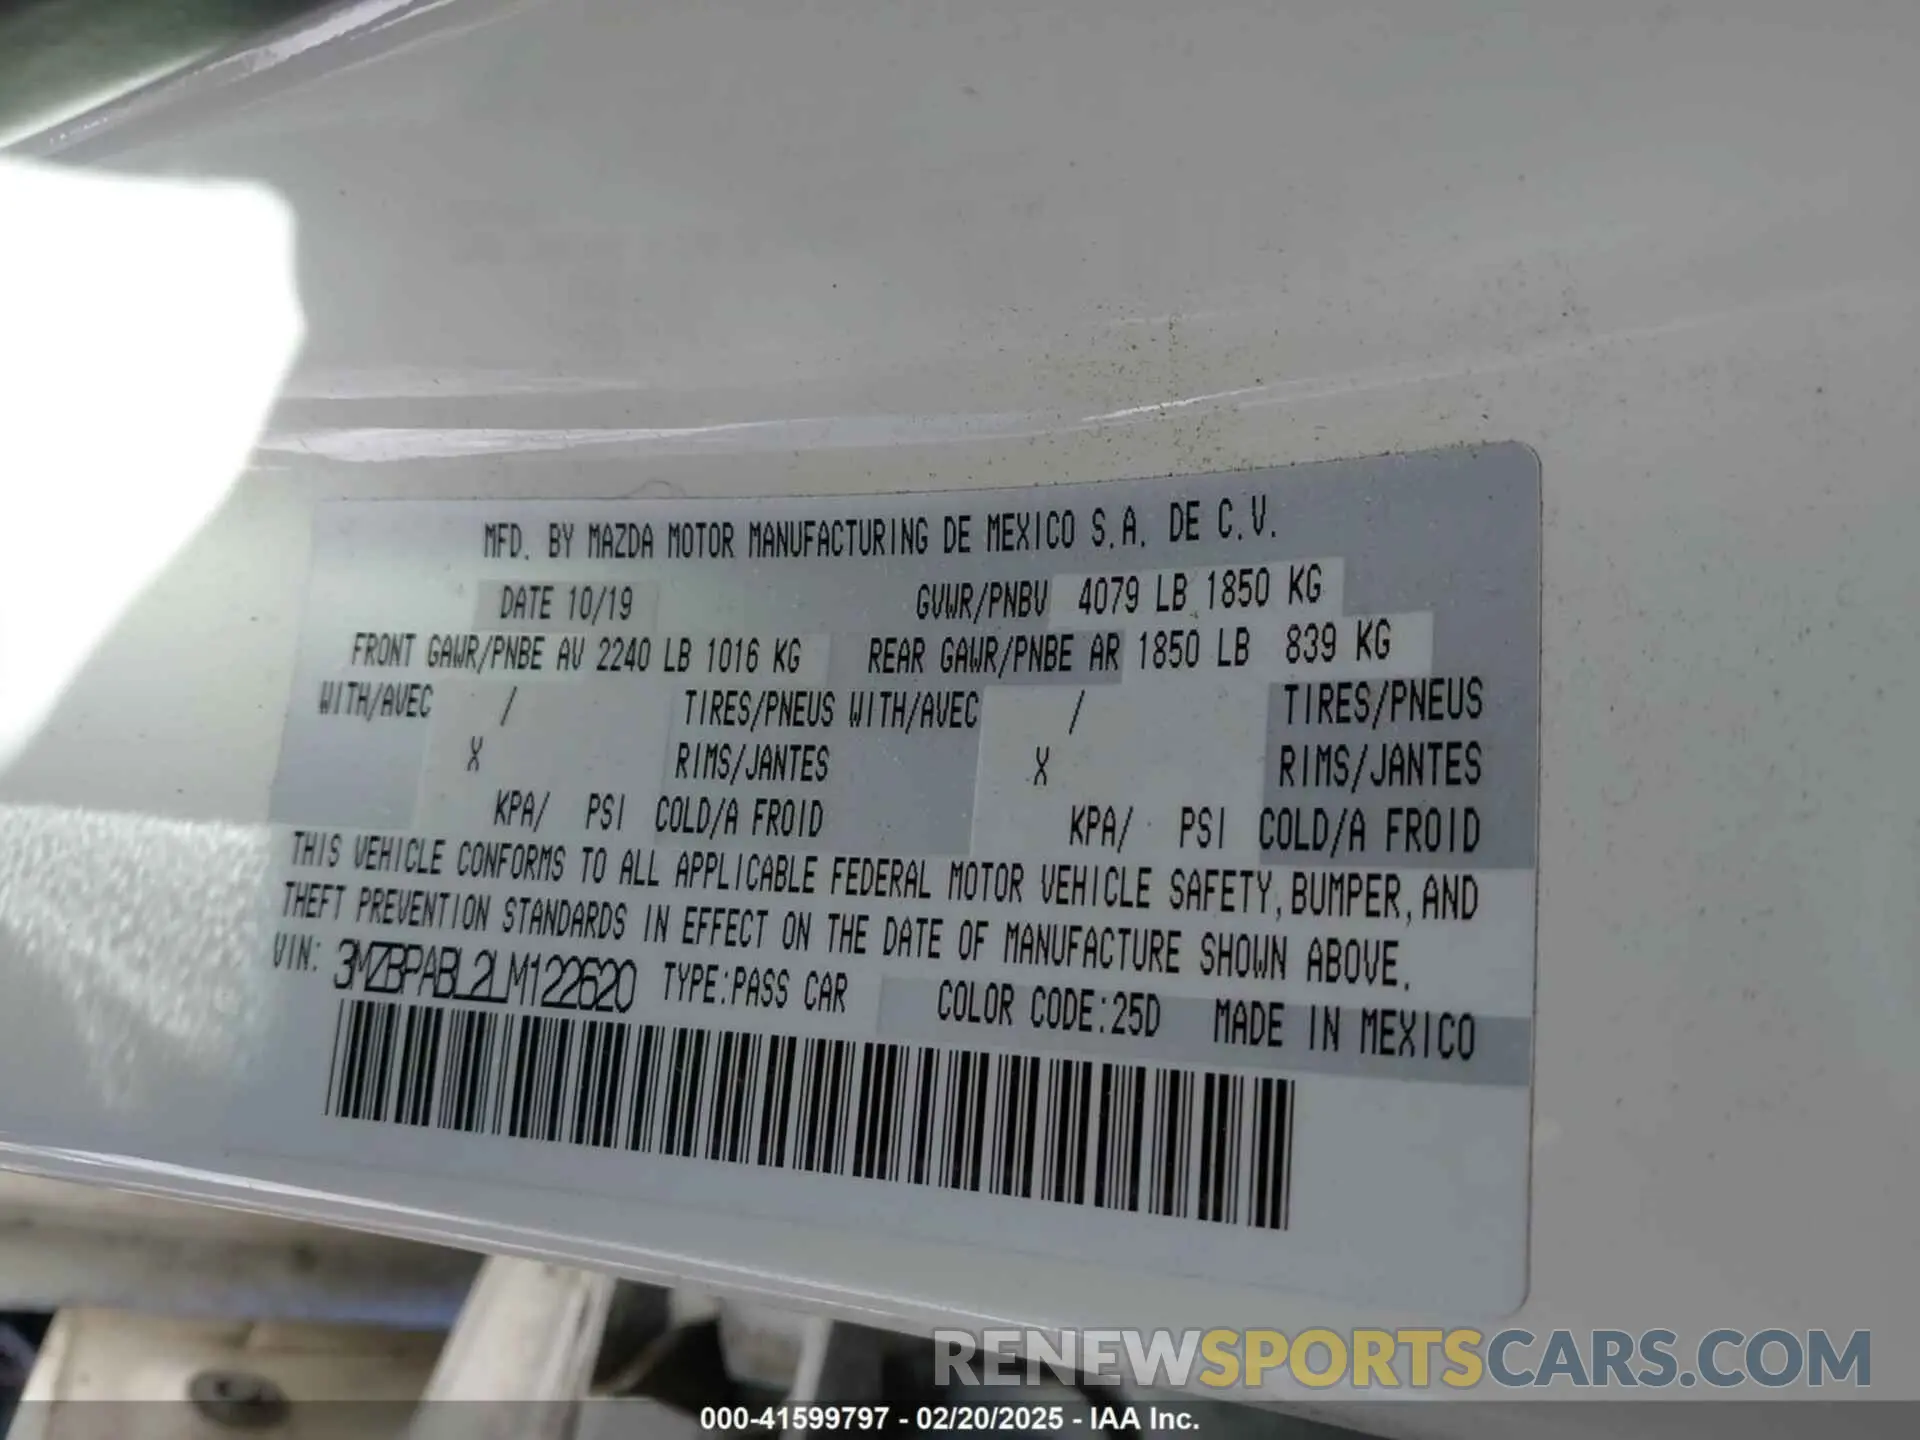 MFD. BY MAZDA MOTOR MANUFACTURING DE MEXICO S.A. DE C.V.
DATE 10/19 GVWR/PNBV 4079 LB 1850 KG
FRONT GAWR/PNBE AV 2240 LB 1016 KG REAR GAWR/PNBE AR 1850 LB 839 KG
WITH/AVEC / TIRES/PNEUS WITH/AVEC / TIRES/PNEUS
X RIMS/JANTES X RIMS/JANTES
KPA/ PSI COLD/A FROID KPA/ PSI COLD/A FROID
THIS VEHICLE CONFORMS TO ALL APPLICABLE FEDERAL MOTOR VEHICLE SAFETY, BUMPER, AND
THEFT PREVENTION STANDARDS IN EFFECT ON THE DATE OF MANUFACTURE SHOWN ABOVE.
VIN: 3MZBPABL2LM122620 TYPE:PASS CAR COLOR CODE:25D MADE IN MEXICO
RENEWSPORTSCARS.COM
000-41599797 - 02/20/2025 - IAA Inc.